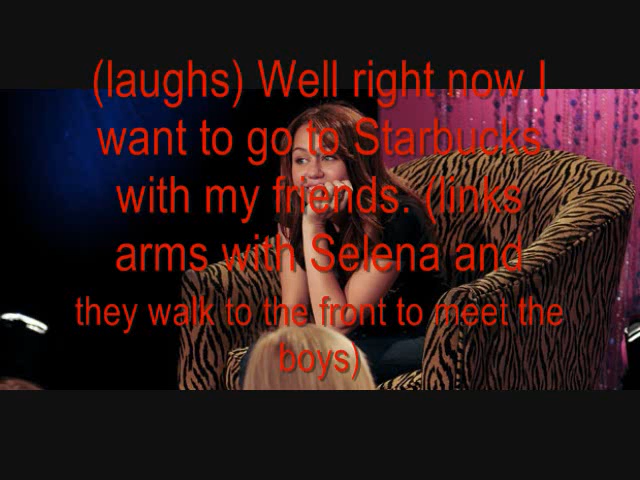 (laughs) Well right now I
want to go to Starbucks
with my friends. (links
arms with Selena and
they walk to the front to meet the
boys)